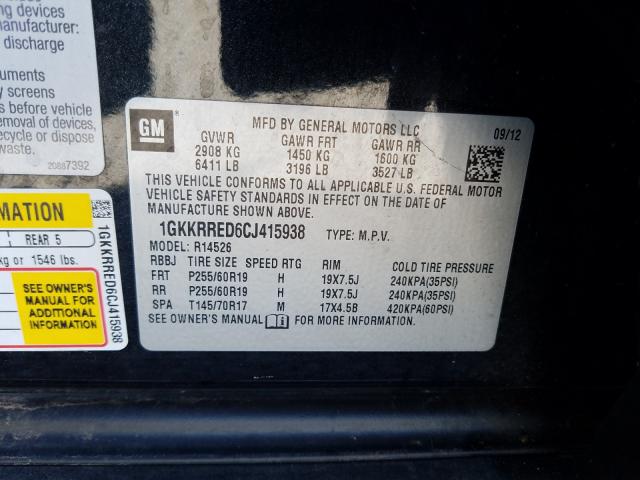 ing devices
manufacturer:
discharge
uments
y screens
s before vehicle
emoval of devices,
ecycle or dispose
waste.
20887392
MATION
REAR 5
kg or 1546 lbs.
SEE OWNER'S
MANUAL FOR
ADDITIONAL
INFORMATION
1GKKRRED6CJ415938
GM
MFD BY GENERAL MOTORS LLC 09/12
GVWR GAWR FRT GAWR RR
2908 KG 1450 KG 1600 KG
6411 LB 3196 LB 3527 LB
THIS VEHICLE CONFORMS TO ALL APPLICABLE U.S. FEDERAL MOTOR
VEHICLE SAFETY STANDARDS IN EFFECT ON THE DATE OF
MANUFACTURE SHOWN ABOVE.
1GKKRRED6CJ415938 TYPE: M.P.V.
MODEL: R14526
RBBJ TIRE SIZE SPEED RTG RIM COLD TIRE PRESSURE
FRT P255/60R19 H 19X7.5J 240KPA(35PSI)
RR P255/60R19 H 19X7.5J 240KPA(35PSI)
SPA T145/70R17 M 17X4.5B 420KPA(60PSI)
SEE OWNER'S MANUAL FOR MORE INFORMATION.